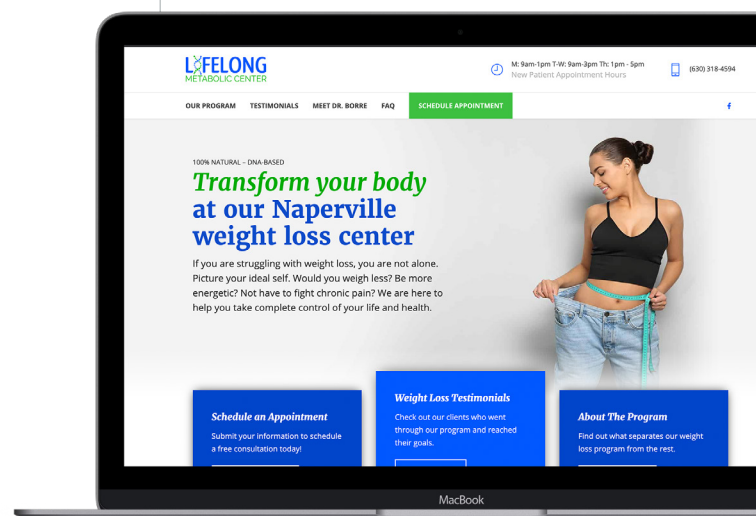 LIFELONG
METABOLIC CENTER
M: 9am-1pm T-W: 9am-3pm Th: 1pm - 5pm
New Patient Appointment Hours
(630) 318-4594
OUR PROGRAM TESTIMONIALS MEET DR. BORRE FAQ SCHEDULE APPOINTMENT
f
100% NATURAL – DNA-BASED
Transform your body
at our Naperville
weight loss center
If you are struggling with weight loss, you are not alone.
Picture your ideal self. Would you weigh less? Be more
energetic? Not have to fight chronic pain? We are here to
help you take complete control of your life and health.
Schedule an Appointment
Submit your information to schedule
a free consultation today!
Weight Loss Testimonials
Check out our clients who went
through our program and reached
their goals.
About The Program
Find out what separates our weight
loss program from the rest.
MacBook